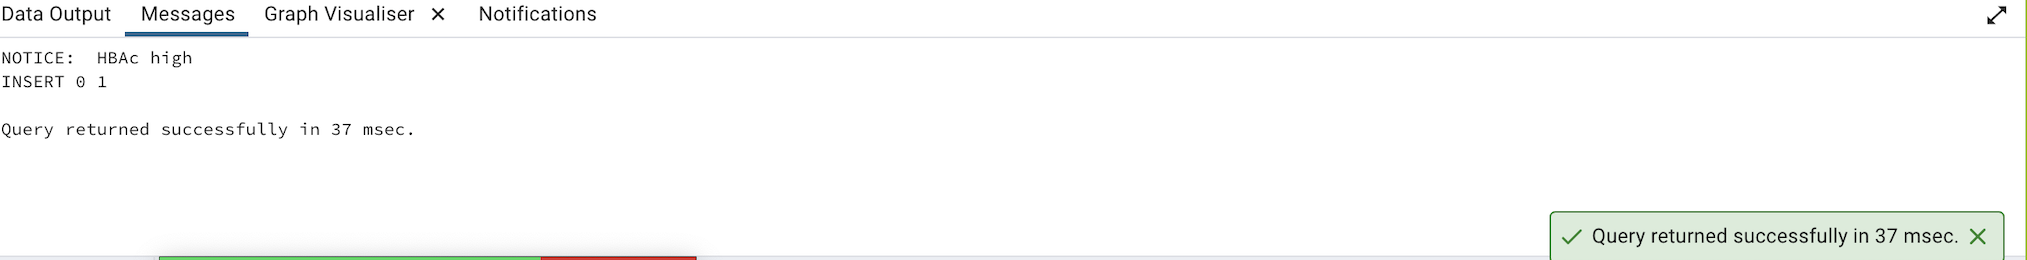 Data Output Messages Graph Visualiser Notifications
NOTICE:  HBAc high
INSERT 0 1
Query returned successfully in 37 msec.
Query returned successfully in 37 msec.